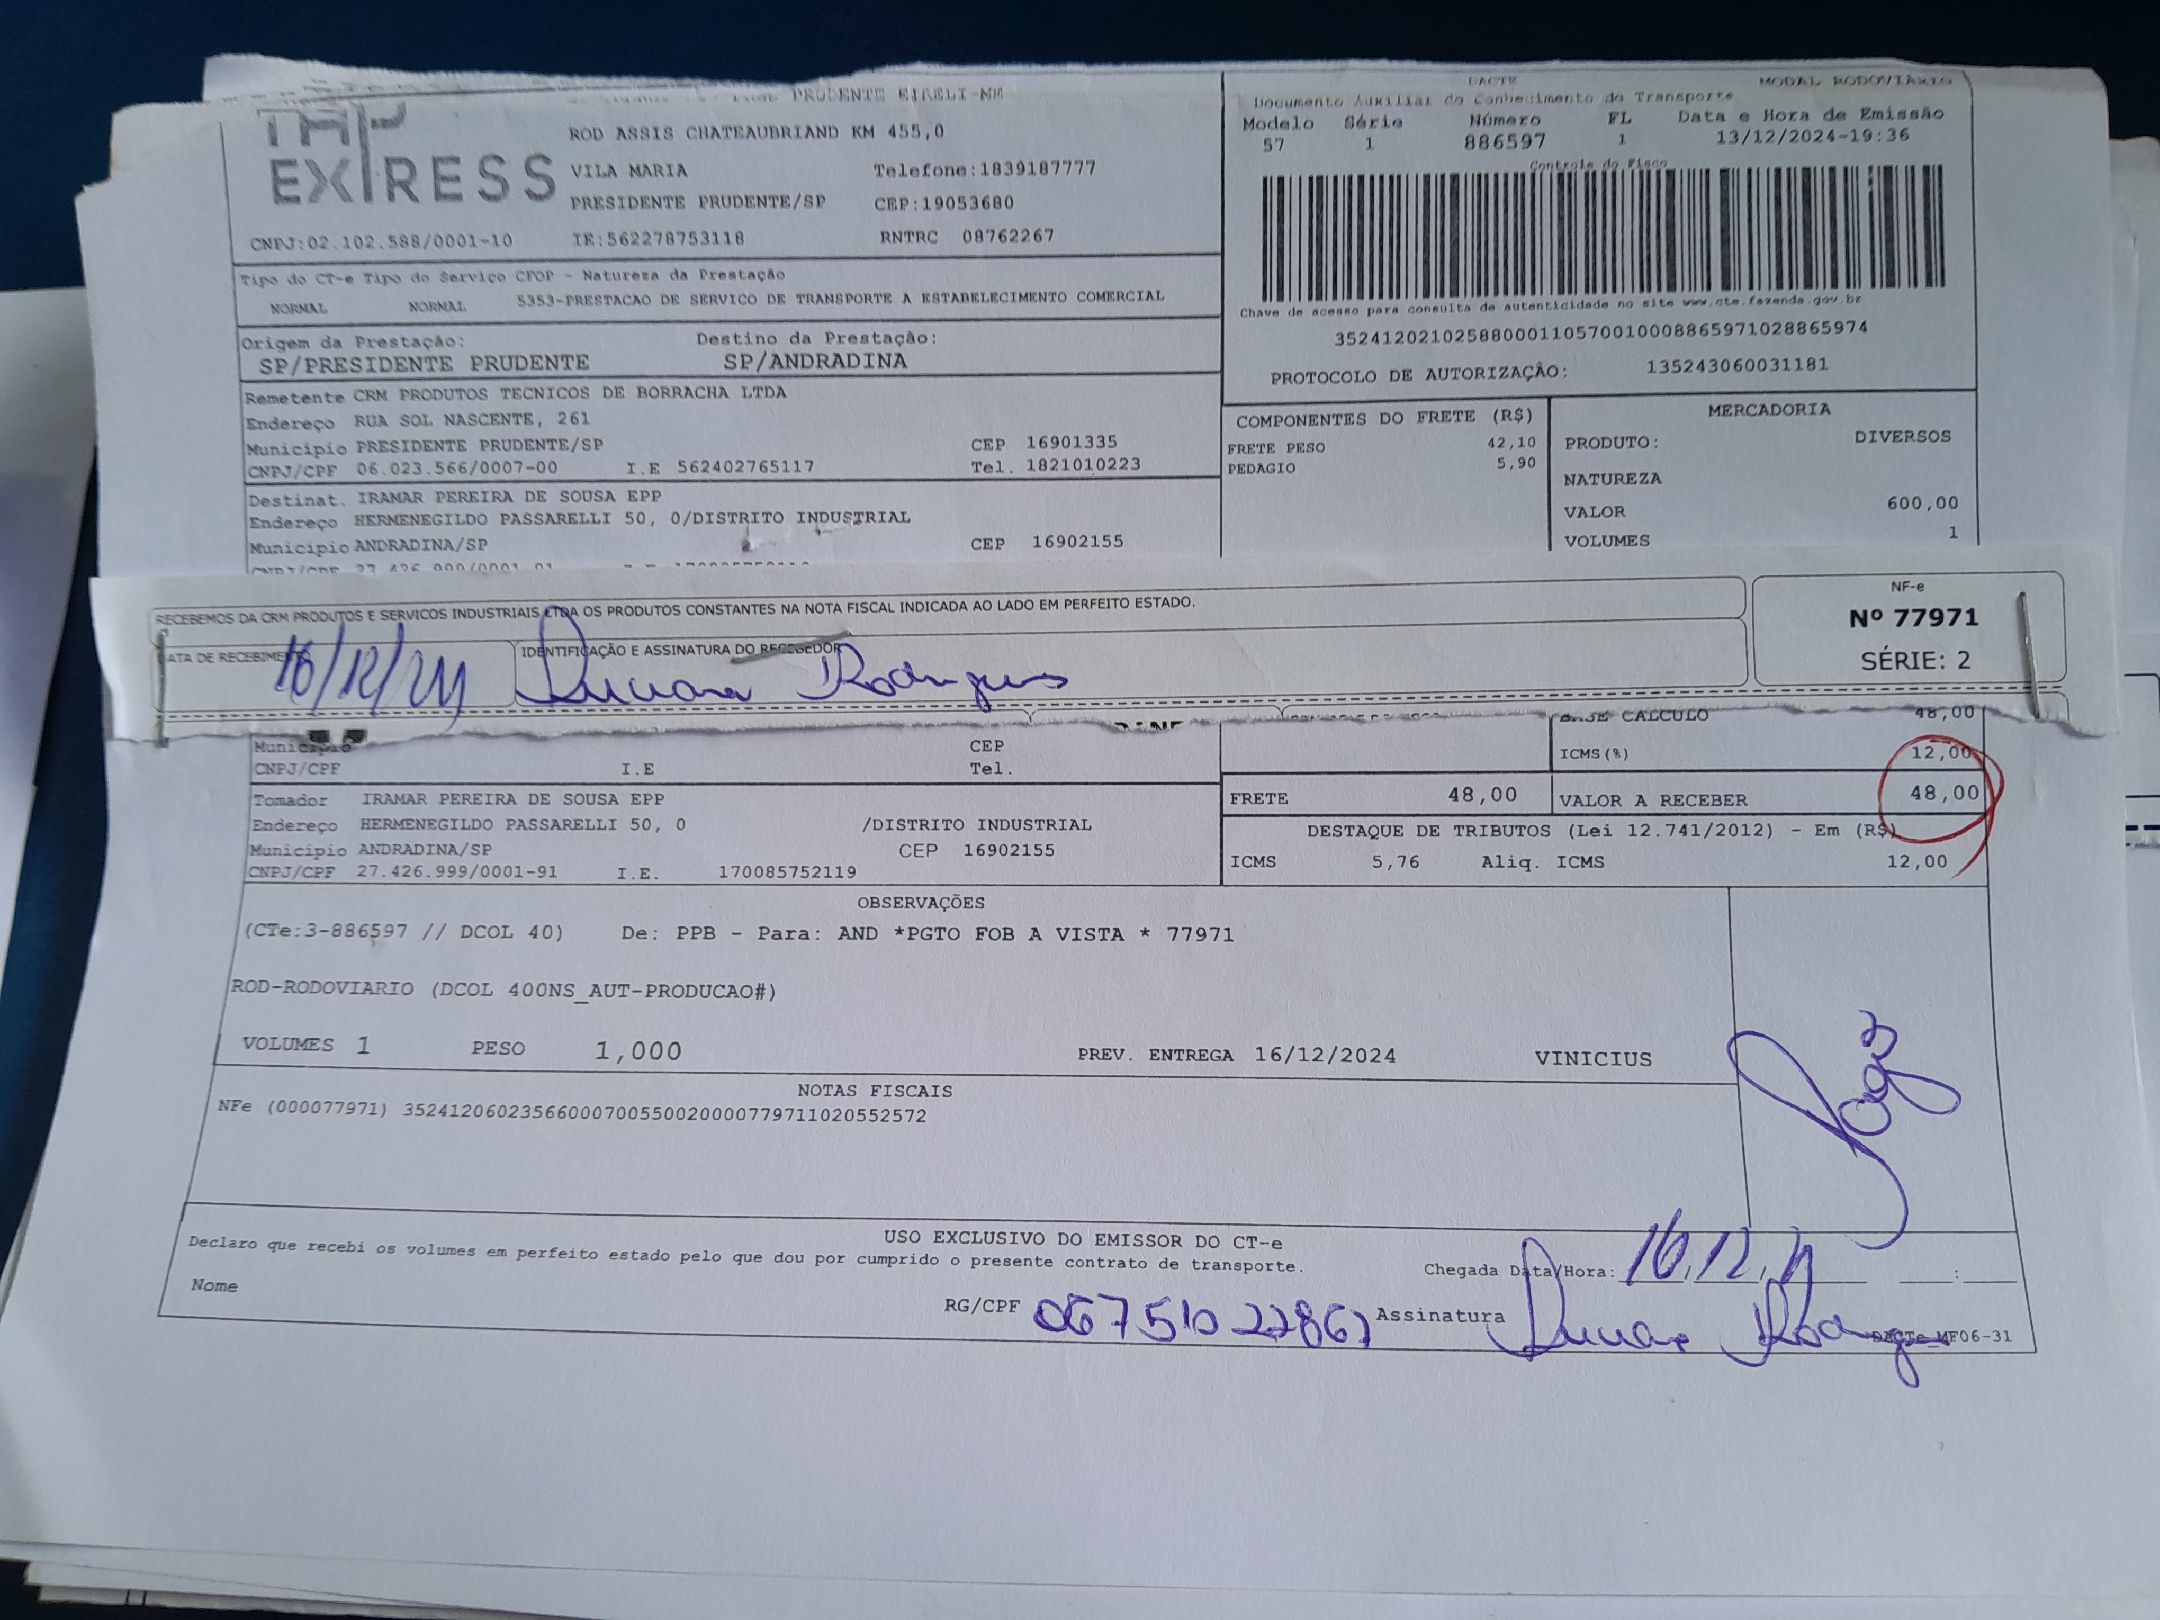 PRUDENTE EIRELI-ME
EXPRESS
ROD ASSIS CHATEAUBRIAND KM 455,0
VILA MARIA Telefone:1839187777
PRESIDENTE PRUDENTE/SP CEP:19053680
CNPJ:02.102.588/0001-10 IE:562278753118 RNTRC 08762267
DACTE MODAL RODOVIÁRIO
Documento Auxiliar do Conhecimento de Transporte
Modelo Série Número FL Data e Hora de Emissão
57 1 886597 1 13/12/2024-19:36
Controle do Fisco
Chave de acesso para consulta de autenticidade no site www.cte.fazenda.gov.br
35241202102588000110570010008865971028865974
PROTOCOLO DE AUTORIZAÇÃO: 135243060031181
Tipo do CT-e Tipo do Serviço CFOP - Natureza da Prestação
NORMAL NORMAL 5353-PRESTACAO DE SERVICO DE TRANSPORTE A ESTABELECIMENTO COMERCIAL
Origem da Prestação: Destino da Prestação:
SP/PRESIDENTE PRUDENTE SP/ANDRADINA
Remetente CRM PRODUTOS TECNICOS DE BORRACHA LTDA
Endereço RUA SOL NASCENTE, 261
Município PRESIDENTE PRUDENTE/SP CEP 16901335
CNPJ/CPF 06.023.566/0007-00 I.E 562402765117 Tel. 1821010223
Destinat. IRAMAR PEREIRA DE SOUSA EPP
Endereço HERMENEGILDO PASSARELLI 50, 0/DISTRITO INDUSTRIAL
Município ANDRADINA/SP CEP 16902155
COMPONENTES DO FRETE (R$)
FRETE PESO 42,10
PEDAGIO 5,90
MERCADORIA
PRODUTO: DIVERSOS
NATUREZA
VALOR 600,00
VOLUMES 1
RECEBEMOS DA CRM PRODUTOS E SERVICOS INDUSTRIAIS LTDA OS PRODUTOS CONSTANTES NA NOTA FISCAL INDICADA AO LADO EM PERFEITO ESTADO.
DATA DE RECEBIMENTO IDENTIFICAÇÃO E ASSINATURA DO RECEBEDOR
16/12/24 Rodrigues
NF-e
Nº 77971
SÉRIE: 2
BASE CALCULO 48,00
ICMS(%) 12,00
Município CEP
CNPJ/CPF I.E Tel.
FRETE 48,00 VALOR A RECEBER 48,00
Tomador IRAMAR PEREIRA DE SOUSA EPP
Endereço HERMENEGILDO PASSARELLI 50, 0 /DISTRITO INDUSTRIAL
Município ANDRADINA/SP CEP 16902155
CNPJ/CPF 27.426.999/0001-91 I.E. 170085752119
DESTAQUE DE TRIBUTOS (Lei 12.741/2012) - Em (R$)
ICMS 5,76 Aliq. ICMS 12,00
OBSERVAÇÕES
(CTe:3-886597 // DCOL 40) De: PPB - Para: AND *PGTO FOB A VISTA * 77971
ROD-RODOVIARIO (DCOL 400NS_AUT-PRODUCAO#)
VOLUMES 1 PESO 1,000 PREV. ENTREGA 16/12/2024 VINICIUS
NOTAS FISCAIS
NFe (000077971) 35241206023566000700550020000779711020552572
USO EXCLUSIVO DO EMISSOR DO CT-e
Declaro que recebi os volumes em perfeito estado pelo que dou por cumprido o presente contrato de transporte.
Chegada Data/Hora: 16.12.24 :
Nome RG/CPF Assinatura Rodrigues
DACTe_MF06-31